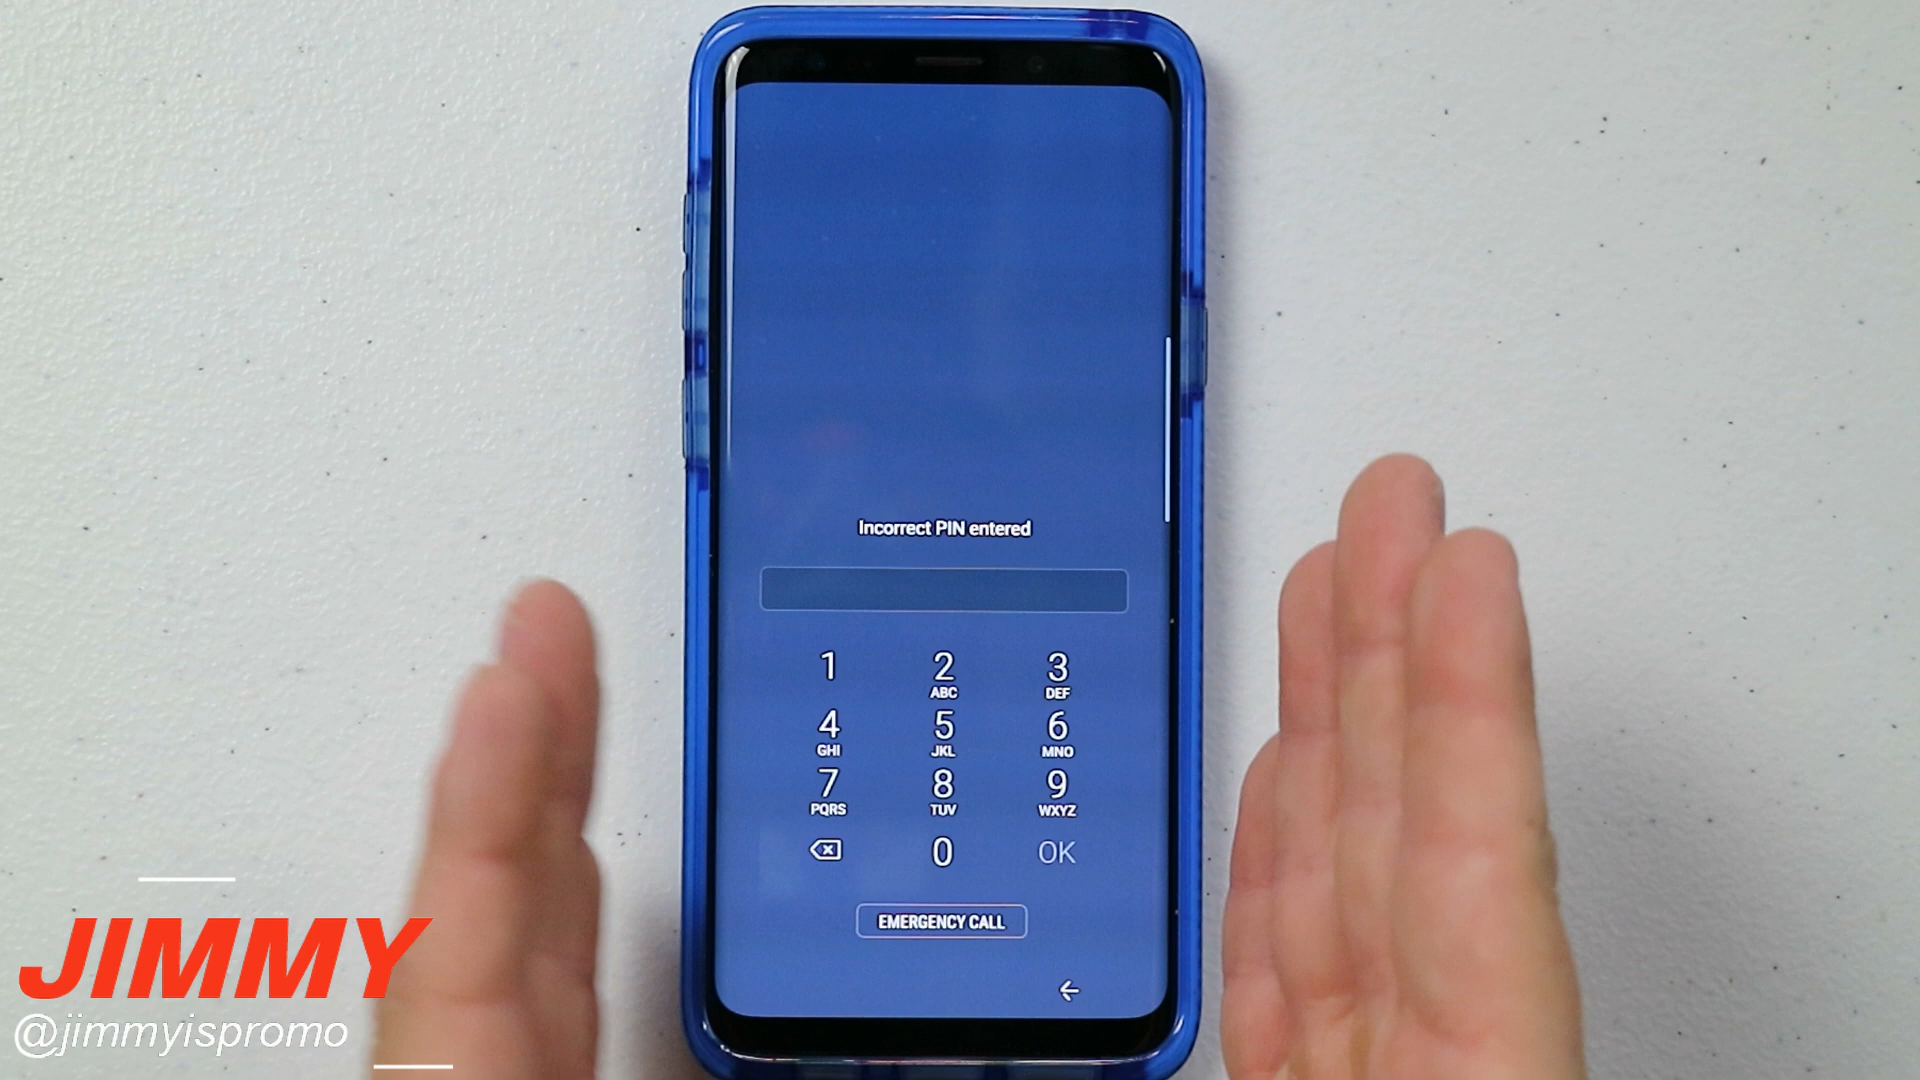 Incorrect PIN entered
1 2 3
ABC DEF
4 5 6
GHI JKL MNO
7 8 9
PQRS TUV WXYZ
0 OK
EMERGENCY CALL
JIMMY
@jimmyispromo